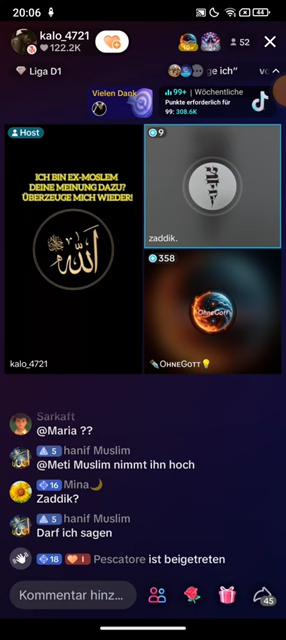 20:06
44
kalo_4721
122.2K
52
Liga D1
ge ich“
Vielen Dank
99+ | Wöchentliche
Punkte erforderlich für
99: 308.6K
Host
9
ICH BIN EX-MOSLEM
DEINE MEINUNG DAZU?
ÜBERZEUGE MICH WIEDER!
الله
kalo_4721
zaddik.
358
OHNEGOTT
✒️OHNEGOTT💡
Sarkaft
@Maria ??
5 hanif Muslim
@Meti Muslim nimmt ihn hoch
16 Mina🌙
Zaddik?
5 hanif Muslim
Darf ich sagen
18 I Pescatore ist beigetreten
Kommentar hinz...
45